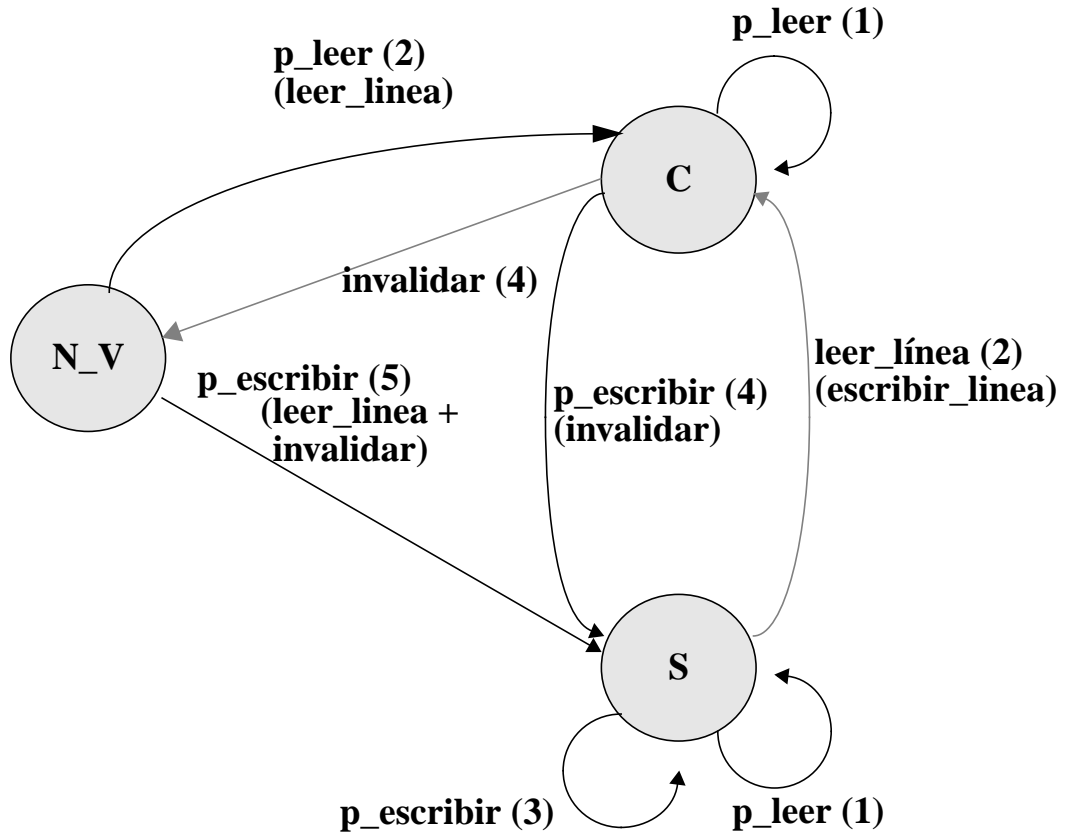 p_leer (1)
p_leer (2)
(leer_linea)
C
invalidar (4)
N_V
leer_línea (2)
(escribir_linea)
p_escribir (5)
(leer_linea +
invalidar)
p_escribir (4)
(invalidar)
S
p_escribir (3)
p_leer (1)